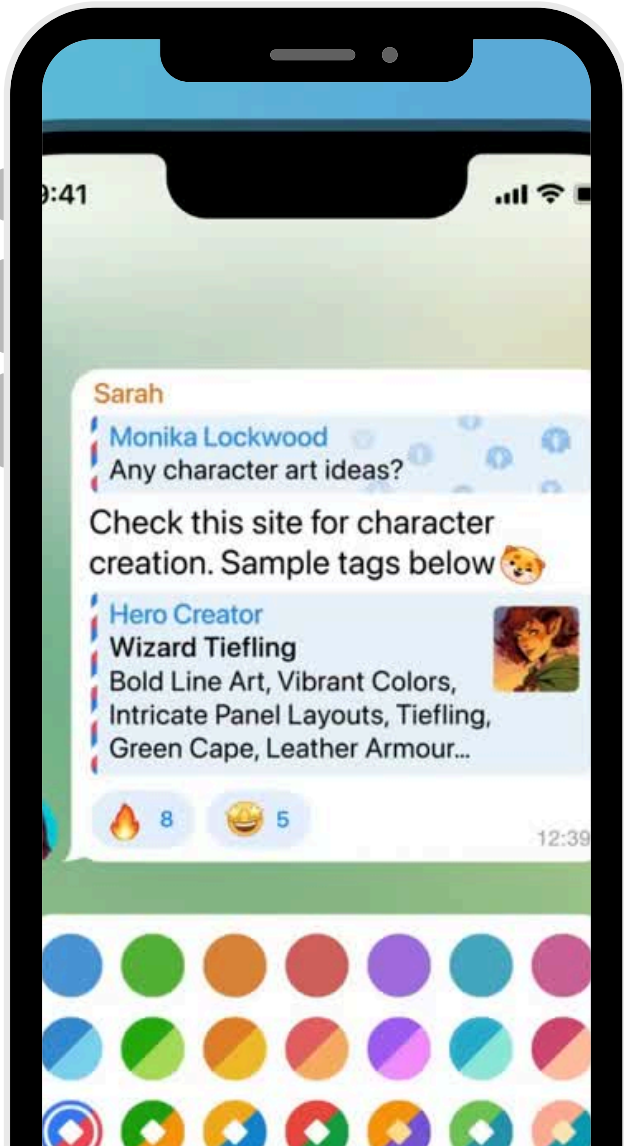 9:41
Sarah
Monika Lockwood
Any character art ideas?
Check this site for character
creation. Sample tags below
Hero Creator
Wizard Tiefling
Bold Line Art, Vibrant Colors,
Intricate Panel Layouts, Tiefling,
Green Cape, Leather Armour...
8
5
12:39